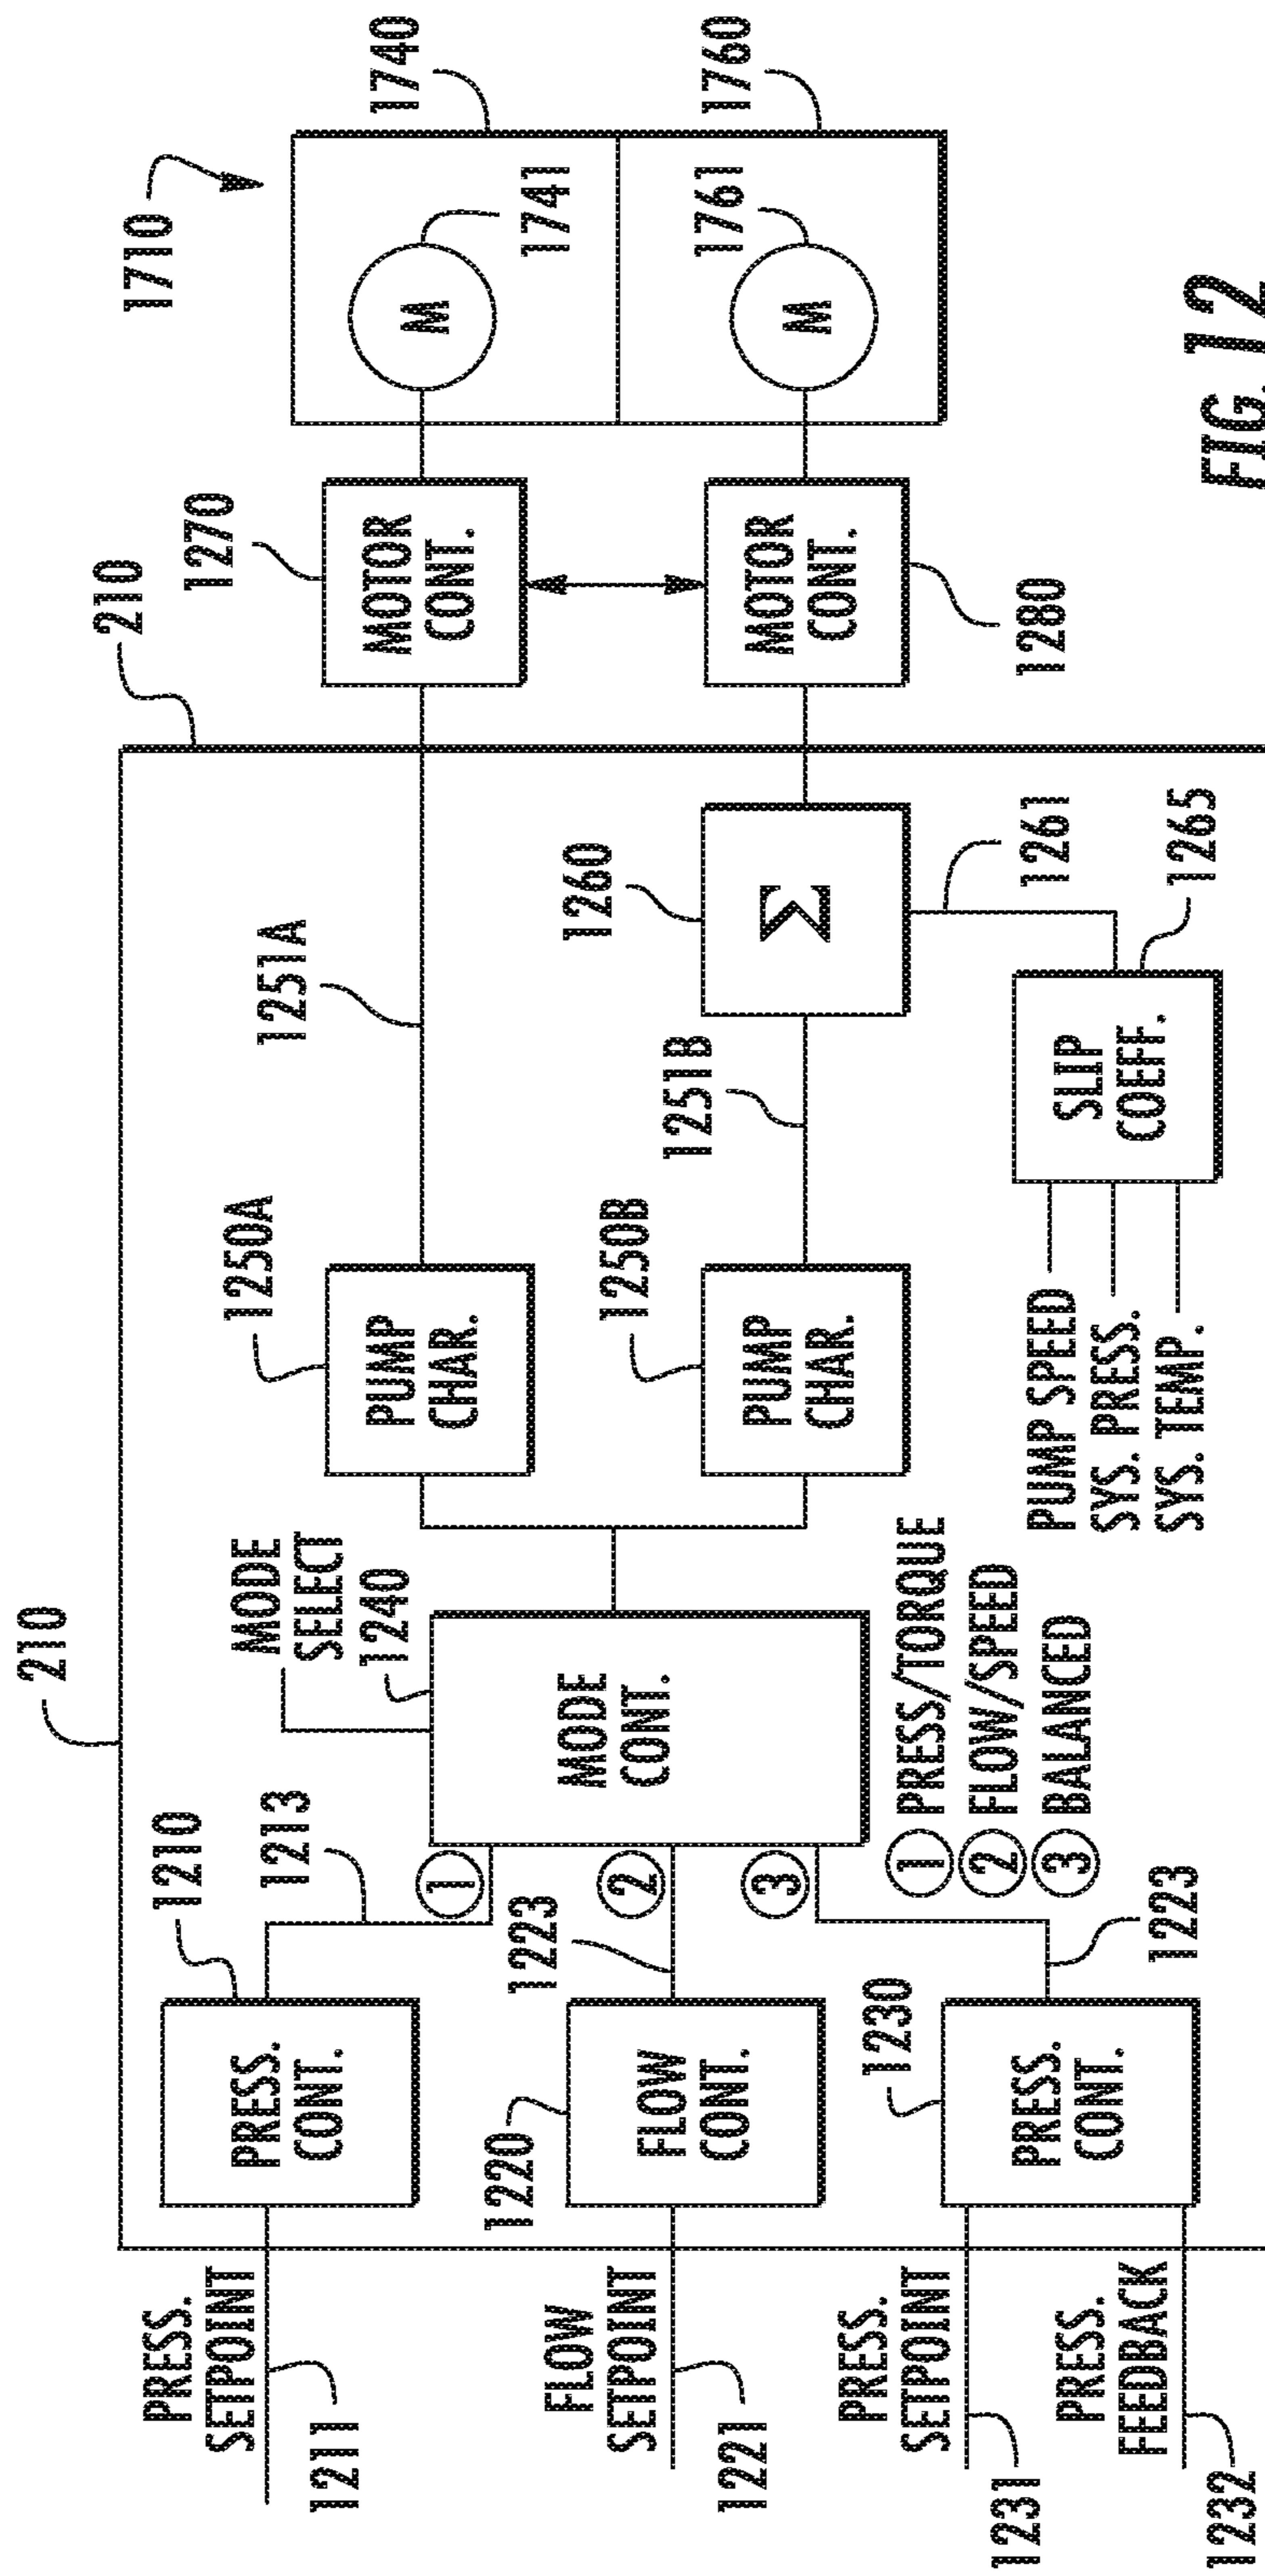 210
210
1710
PRESS.
SETPOINT
1211
PRESS.
CONT.
1210
1213
MODE
SELECT
1240
PUMP
CHAR.
1250A
1251A
MOTOR
CONT.
1270
M
1741
1740
FLOW
SETPOINT
1221
1220
FLOW
CONT.
1223
1
2
3
MODE
CONT.
PUMP
CHAR.
1250B
1251B
1260
Σ
MOTOR
CONT.
1280
M
1761
1760
PRESS.
SETPOINT
1231
PRESS.
FEEDBACK
1232
1230
PRESS.
CONT.
1223
1 PRESS/TORQUE
2 FLOW/SPEED
3 BALANCED
PUMP SPEED
SYS. PRESS.
SYS. TEMP.
SLIP
COEFF.
1261
1265
FIG. 12